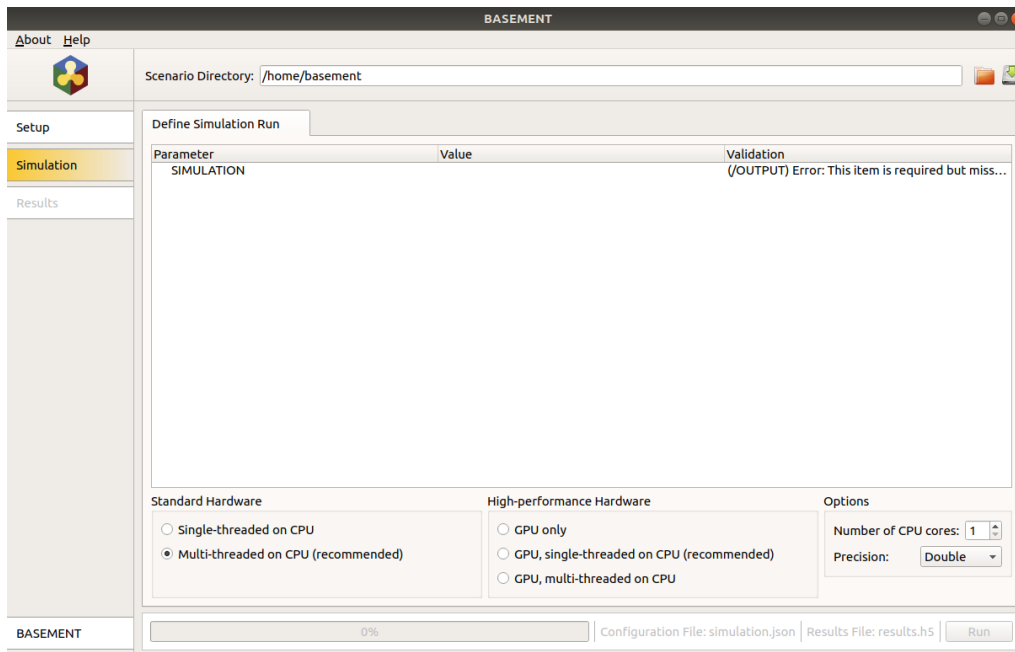 BASEMENT
About Help
Scenario Directory: /home/basement
Setup
Define Simulation Run
Simulation
Results
Parameter Value Validation
SIMULATION (/OUTPUT) Error: This item is required but miss...
Standard Hardware High-performance Hardware Options
Single-threaded on CPU GPU only Number of CPU cores: 1
Multi-threaded on CPU (recommended) GPU, single-threaded on CPU (recommended) Precision: Double
GPU, multi-threaded on CPU
BASEMENT 0% Configuration File: simulation.json Results File: results.h5 Run